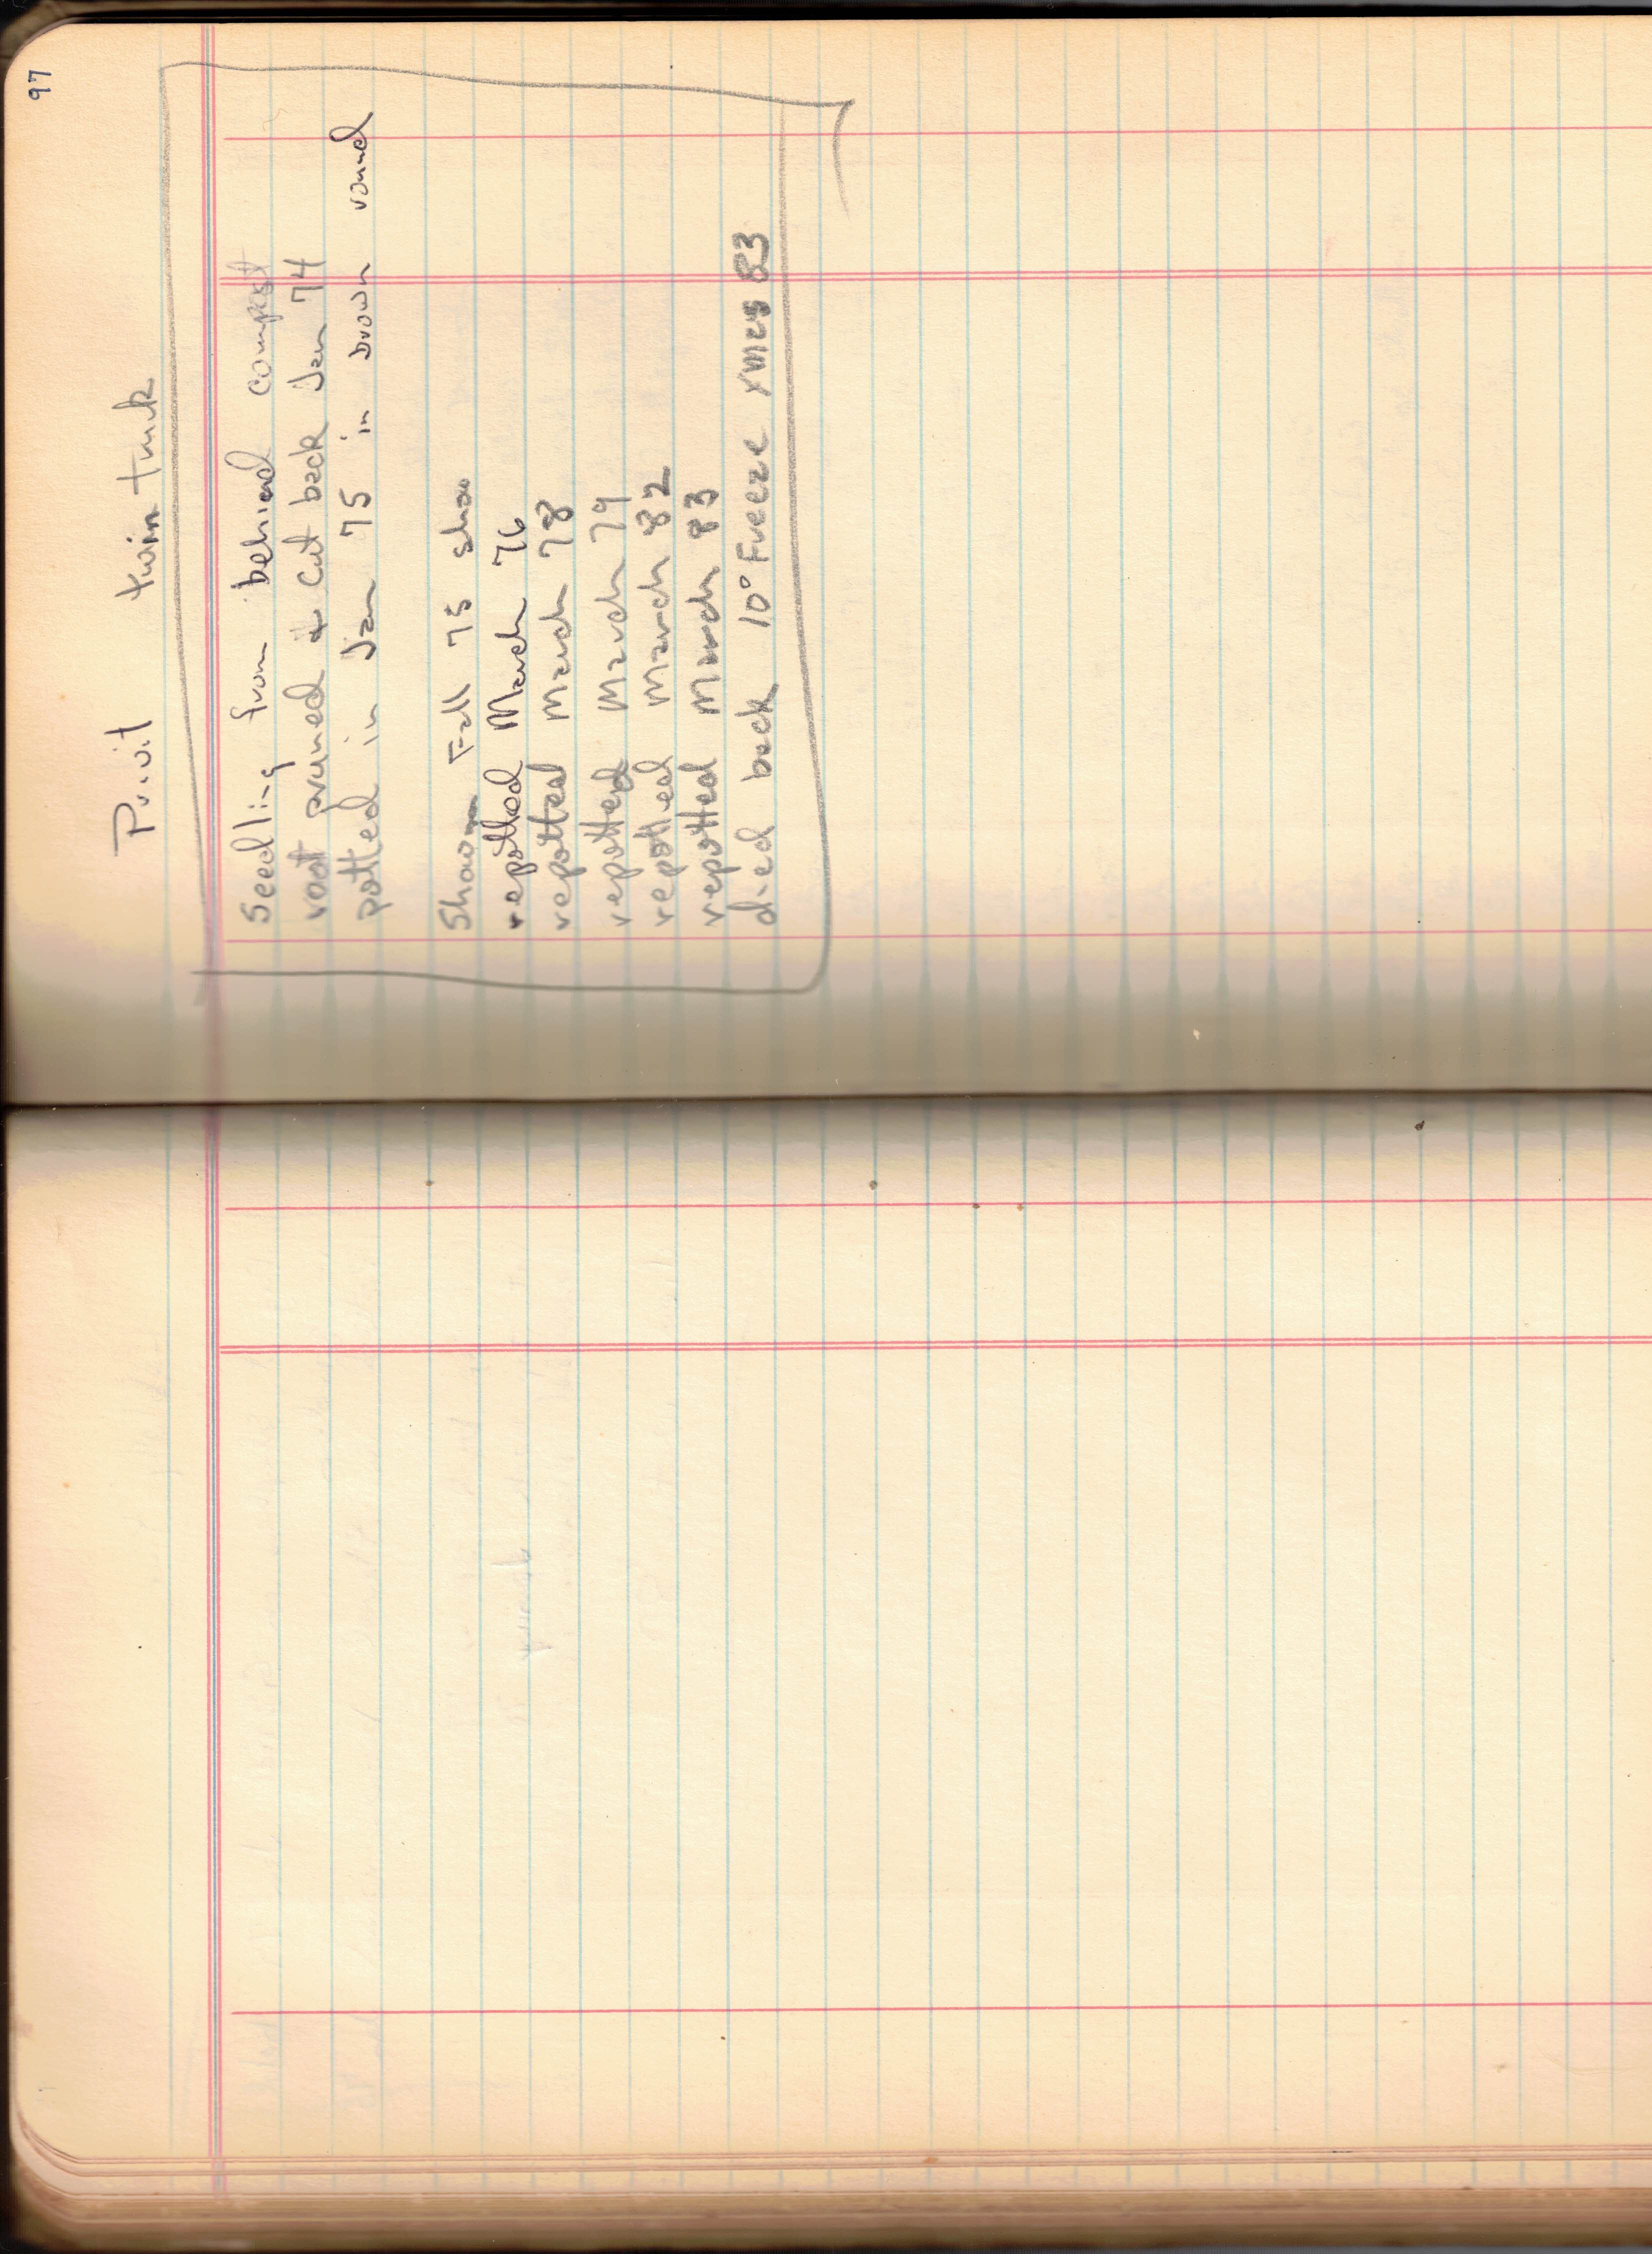 97
Privit twin trunk
Seedling from behind compost
root pruned & cut back Jan 74
potted in Jan 75 in brown round
Shown Fall 75 show
repotted March 76
repotted March 78
repotted March 79
repotted March 82
repotted March 83
died back 10° Freeze Xmas 83